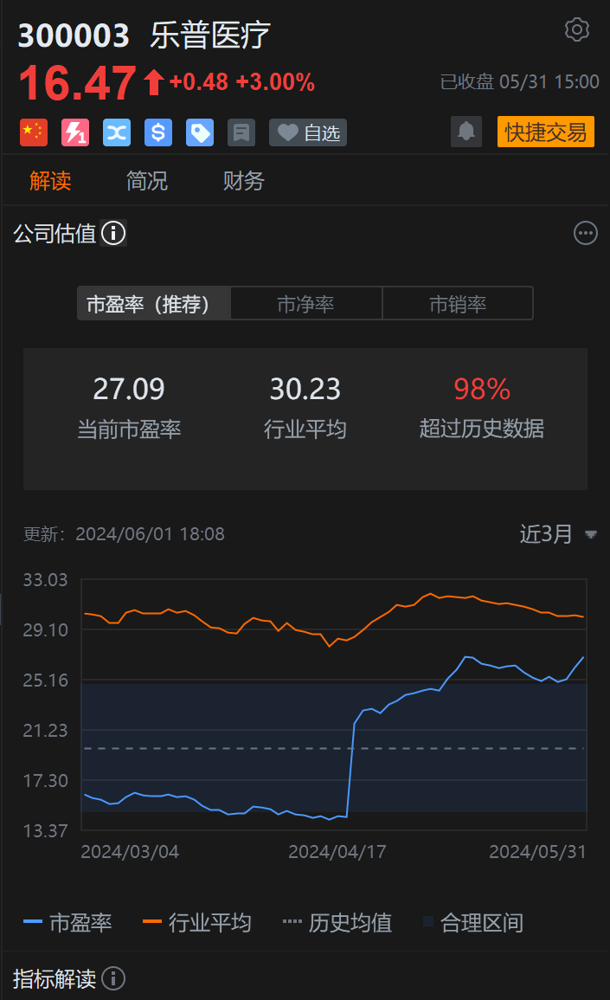 300003 乐普医疗
16.47 +0.48 +3.00% 已收盘 05/31 15:00
1 $ 自选 快捷交易
解读 简况 财务
公司估值
市盈率（推荐） 市净率 市销率
27.09 30.23 98%
当前市盈率 行业平均 超过历史数据
更新：2024/06/01 18:08 近3月
33.03
29.10
25.16
21.23
17.30
13.37
2024/03/04 2024/04/17 2024/05/31
市盈率 行业平均 历史均值 合理区间
指标解读